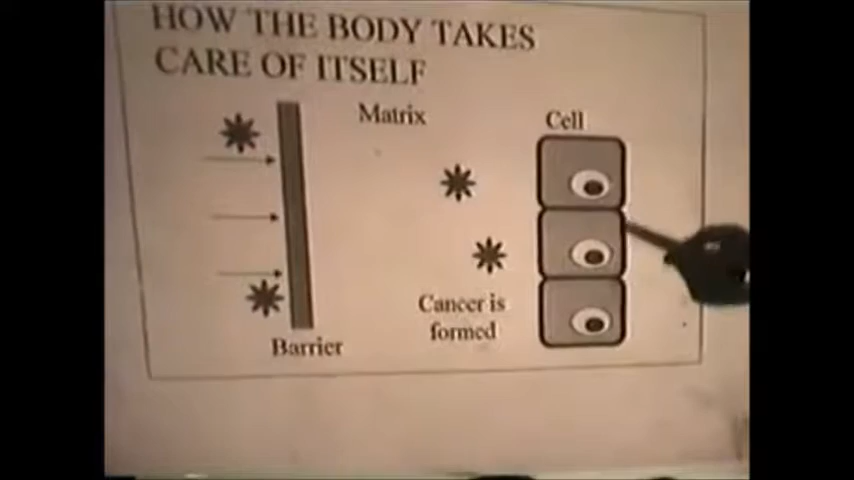 HOW THE BODY TAKES
CARE OF ITSELF
Matrix
Cell
Cancer is
formed
Barrier